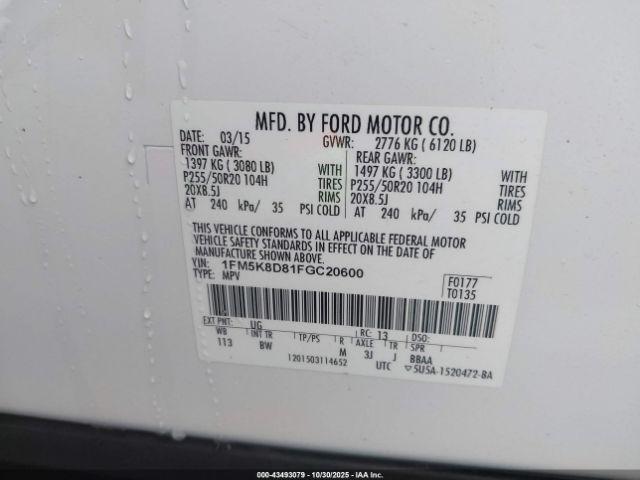 MFD. BY FORD MOTOR CO.
DATE: 03/15 GVWR: 2776 KG ( 6120 LB)
FRONT GAWR: REAR GAWR:
1397 KG ( 3080 LB) WITH 1497 KG ( 3300 LB) WITH
P255/50R20 104H TIRES P255/50R20 104H TIRES
20X8.5J RIMS 20X8.5J RIMS
AT 240 kPa/ 35 PSI COLD AT 240 kPa/ 35 PSI COLD
THIS VEHICLE CONFORMS TO ALL APPLICABLE FEDERAL MOTOR
VEHICLE SAFETY STANDARDS IN EFFECT ON THE DATE OF
MANUFACTURE SHOWN ABOVE.
VIN: 1FM5K8D81FGC20600
TYPE: MPV
F0177
T0135
EXT PNT: UG RC: 13 DSO:
WB INT TR TP/PS R AXLE TR SPR
113 BW M 3J J BBAA
1201503114652 UTC 5U5A-1520472-BA
000-43493079 - 10/30/2025 - IAAI, Inc.